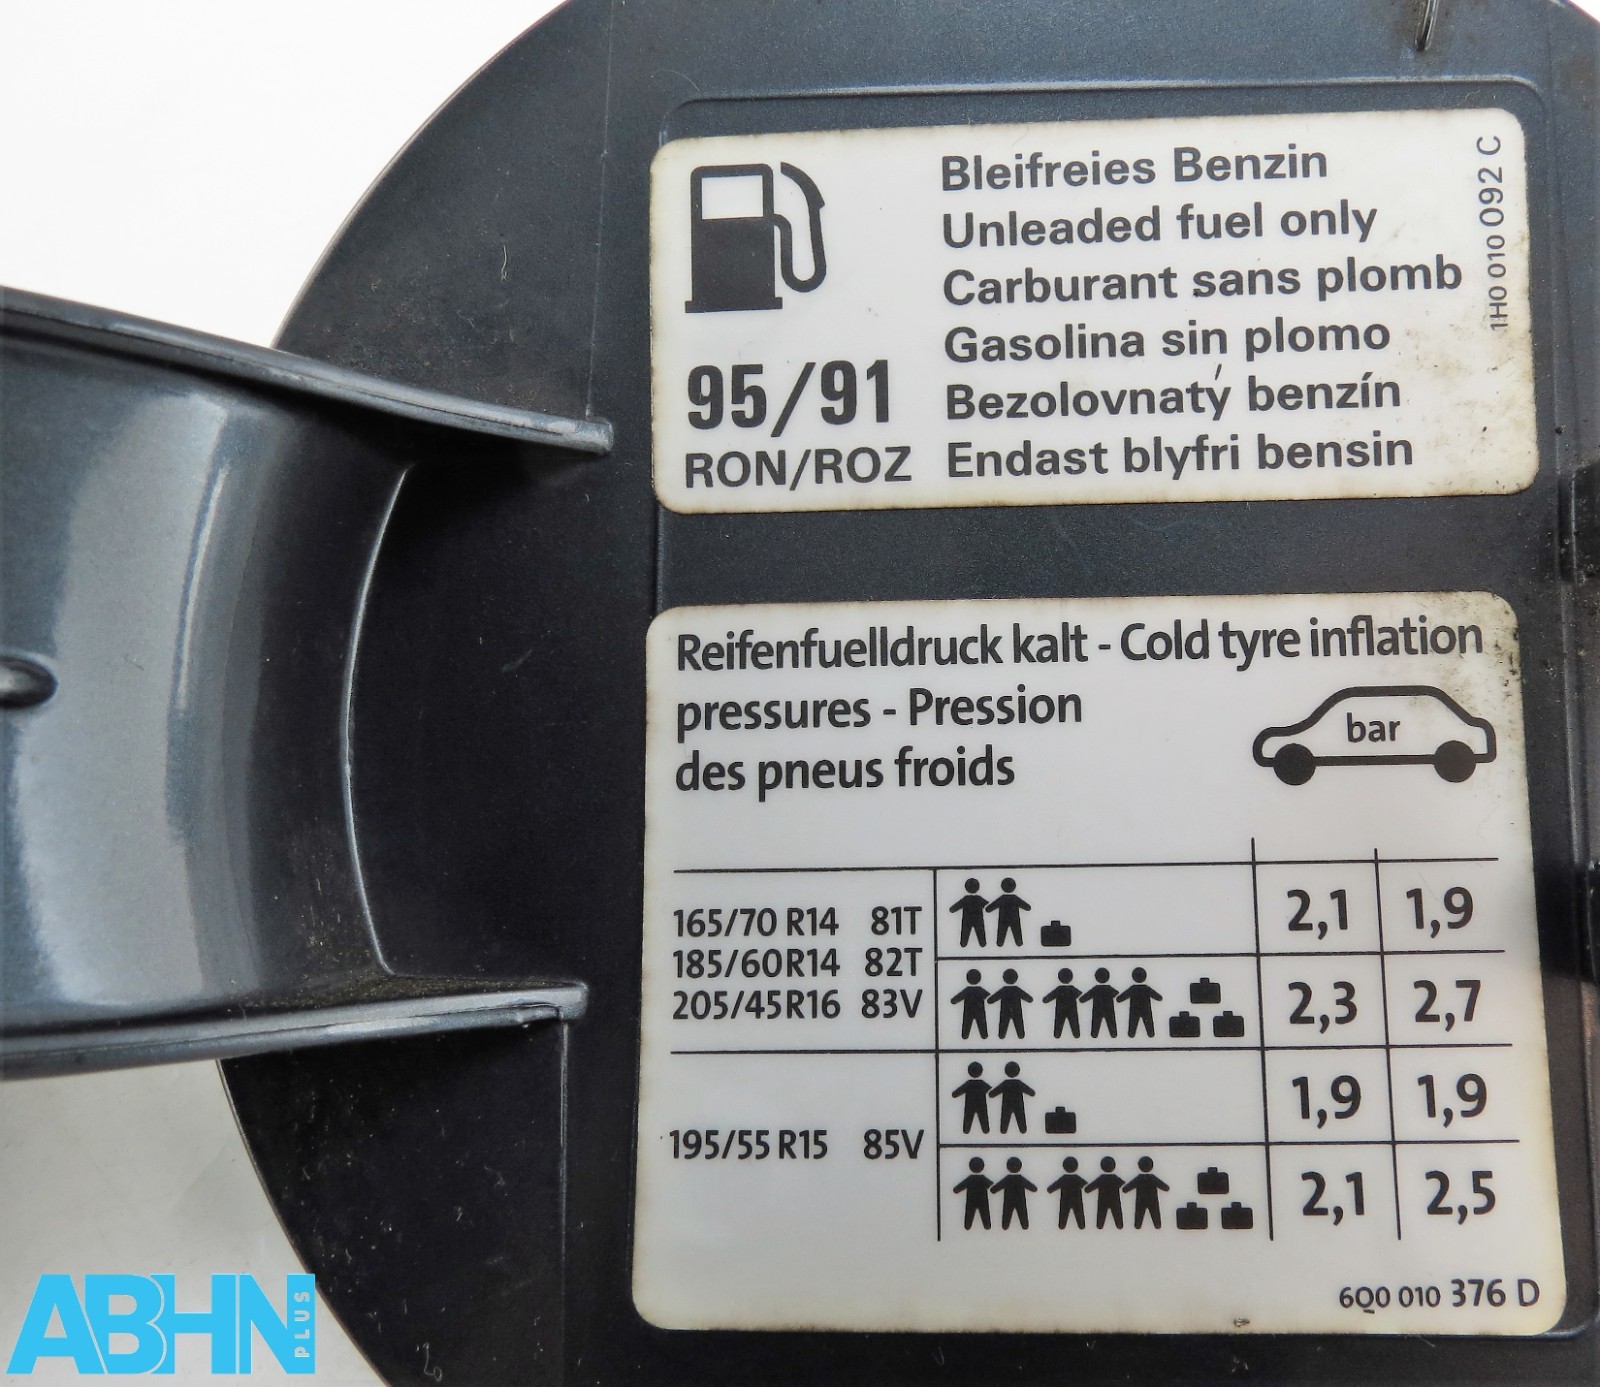 Bleifreies Benzin
Unleaded fuel only
Carburant sans plomb
Gasolina sin plomo
Bezolovnatý benzín
Endast blyfri bensin
95/91
RON/ROZ
1H0 010 092 C
Reifenfuelldruck kalt - Cold tyre inflation
pressures - Pression
des pneus froids
bar
165/70 R14 81T
185/60R14 82T
205/45R16 83V
2,1 1,9
2,3 2,7
195/55 R15 85V
1,9 1,9
2,1 2,5
6Q0 010 376 D
ABHN PLUS